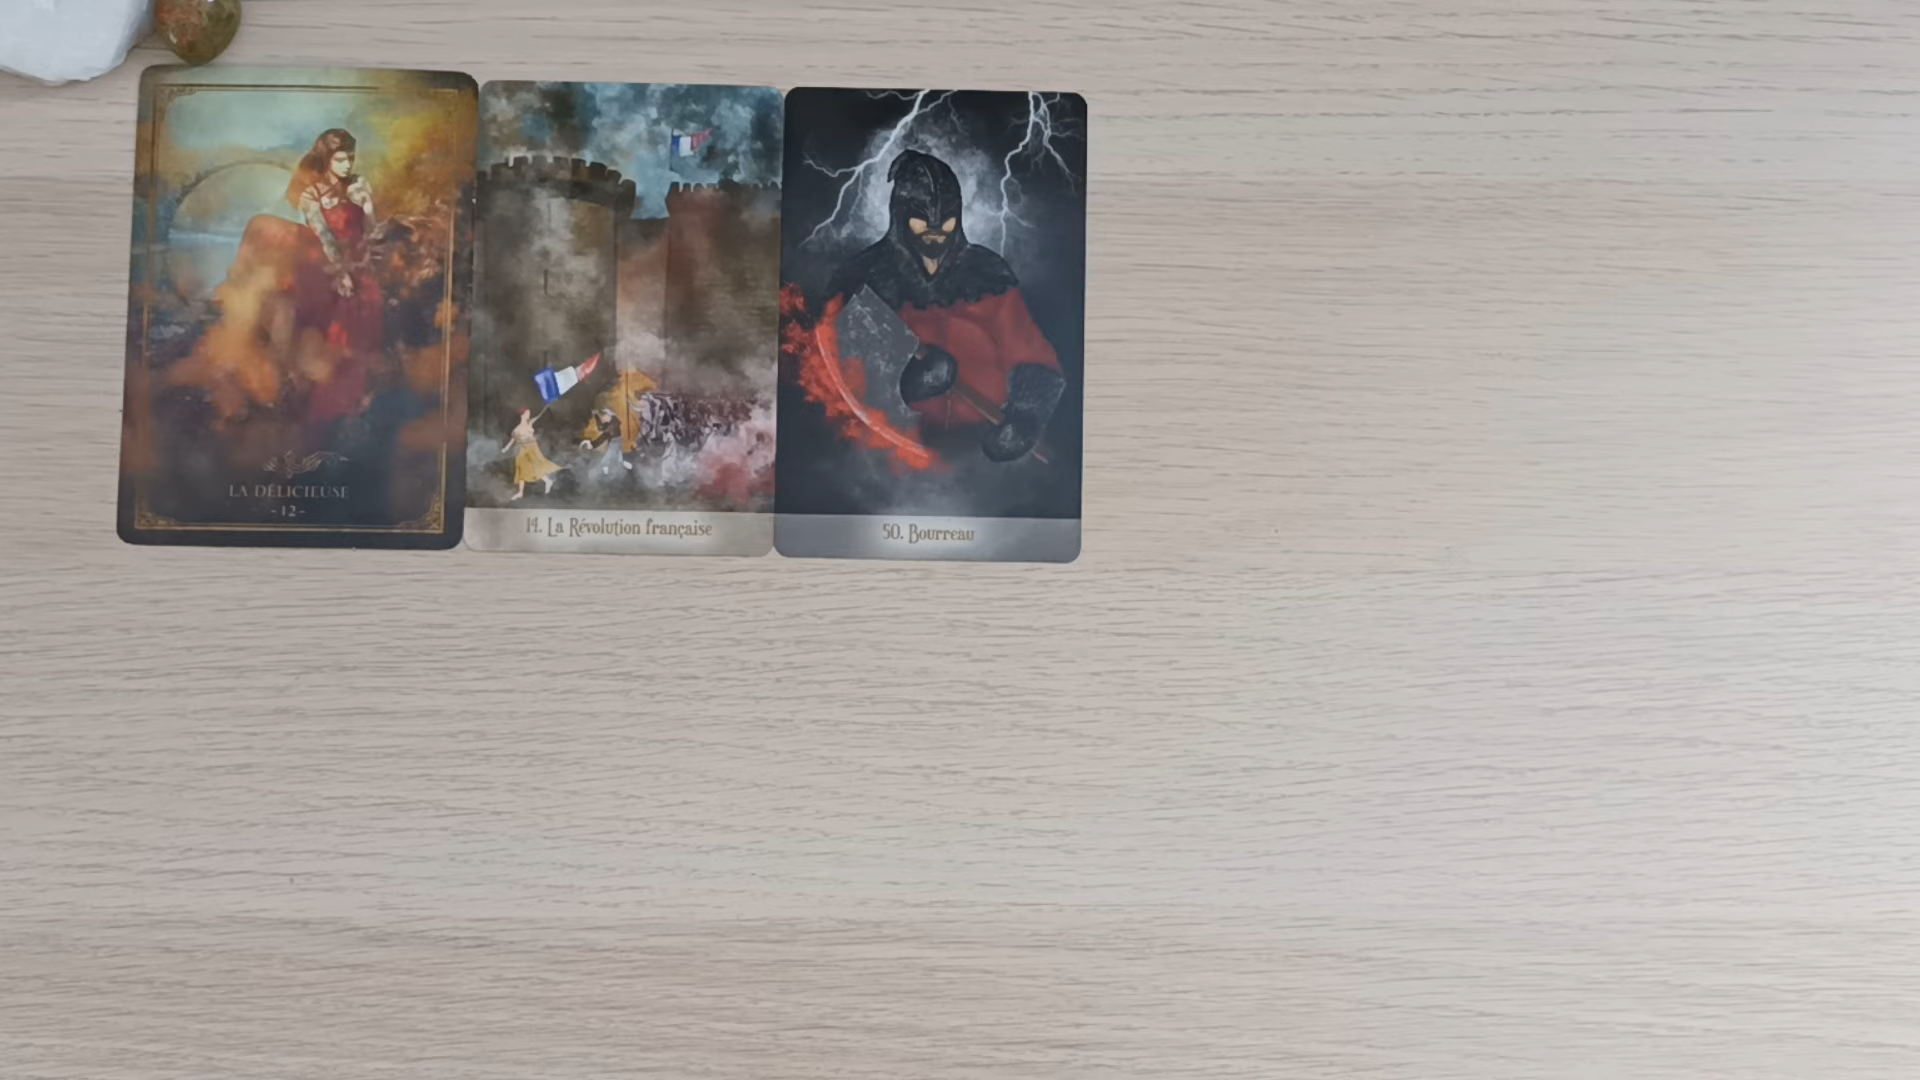 LA DÉLICIEUSE
-12-
14. La Révolution française
50. Bourreau